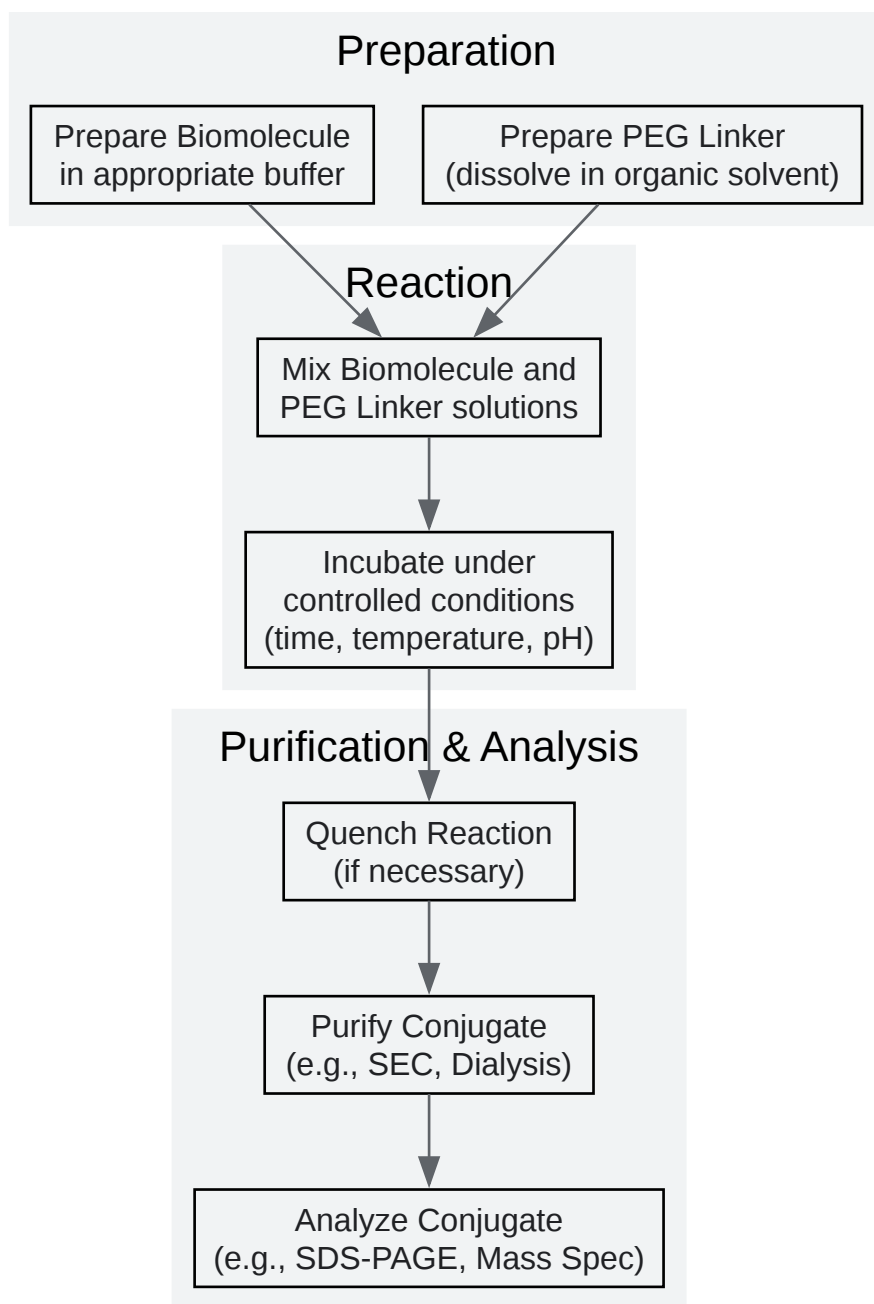 Preparation
Prepare Biomolecule
in appropriate buffer
Prepare PEG Linker
(dissolve in organic solvent)
Reaction
Mix Biomolecule and
PEG Linker solutions
Incubate under
controlled conditions
(time, temperature, pH)
Purification & Analysis
Quench Reaction
(if necessary)
Purify Conjugate
(e.g., SEC, Dialysis)
Analyze Conjugate
(e.g., SDS-PAGE, Mass Spec)